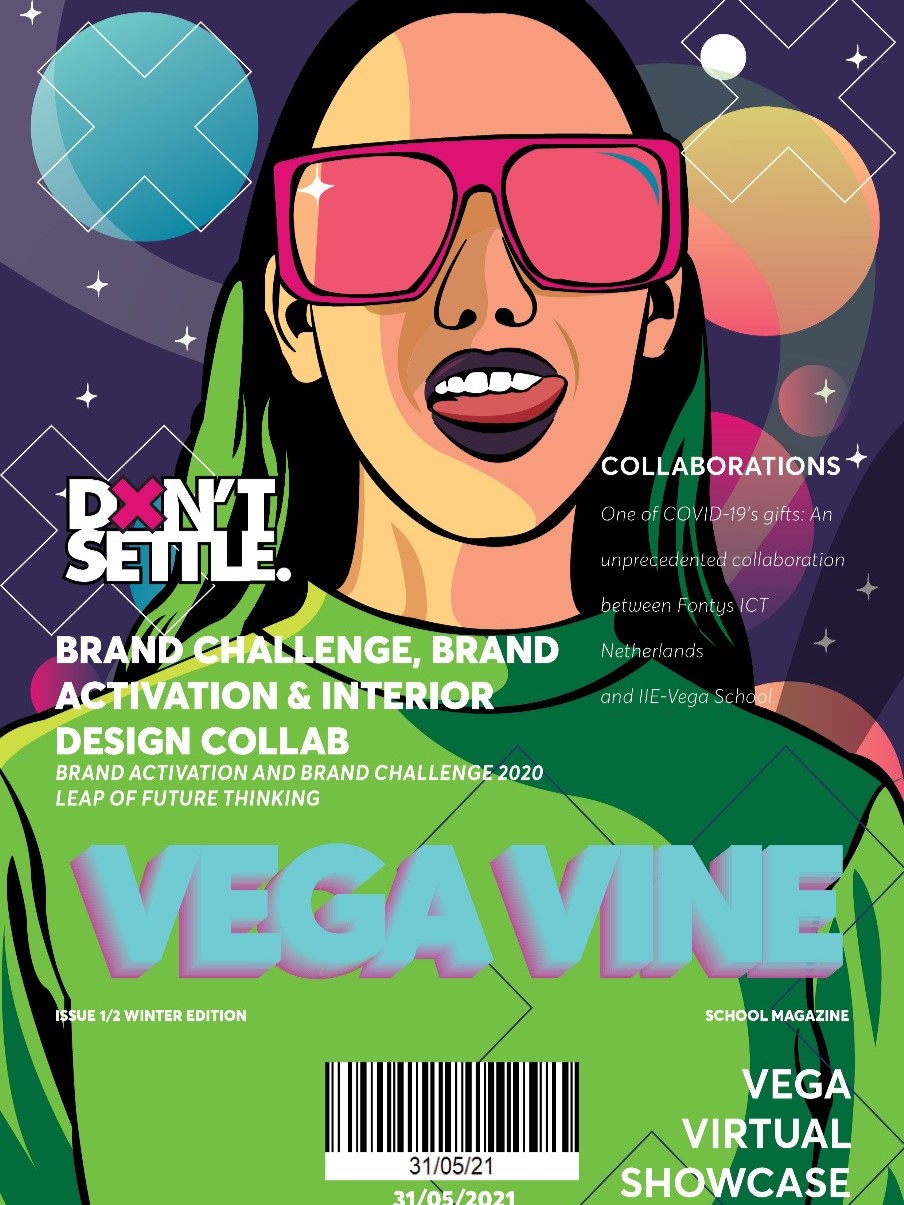 DON'T
SETTLE.
COLLABORATIONS
One of COVID-19's gifts: An
unprecedented collaboration
between Fontys ICT
Netherlands
and IIE-Vega School.
BRAND CHALLENGE, BRAND
ACTIVATION & INTERIOR
DESIGN COLLAB
BRAND ACTIVATION AND BRAND CHALLENGE 2020
LEAP OF FUTURE THINKING
VEGA VINE
ISSUE 1/2 WINTER EDITION
SCHOOL MAGAZINE
31/05/21
31/05/2021
VEGA
VIRTUAL
SHOWCASE